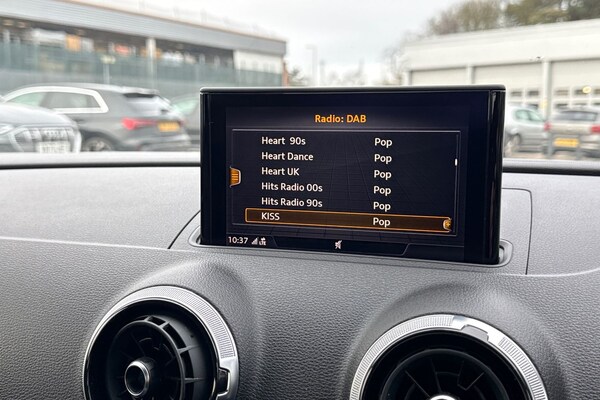 Radio: DAB
Heart 90s Pop
Heart Dance Pop
Heart UK Pop
Hits Radio 00s Pop
Hits Radio 90s Pop
KISS Pop
10:37